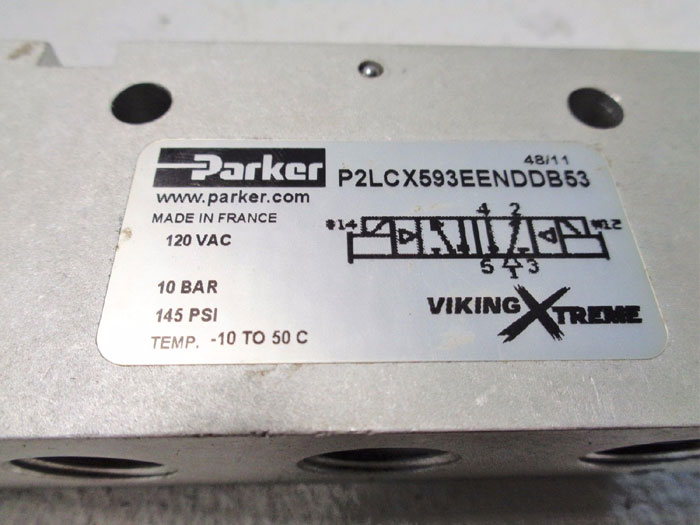 Parker
48/11
P2LCX593EENDDB53
www.parker.com
MADE IN FRANCE
120 VAC
4 2
#14
#12
5 1 3
10 BAR
145 PSI
TEMP. -10 TO 50 C
VIKING XTREME